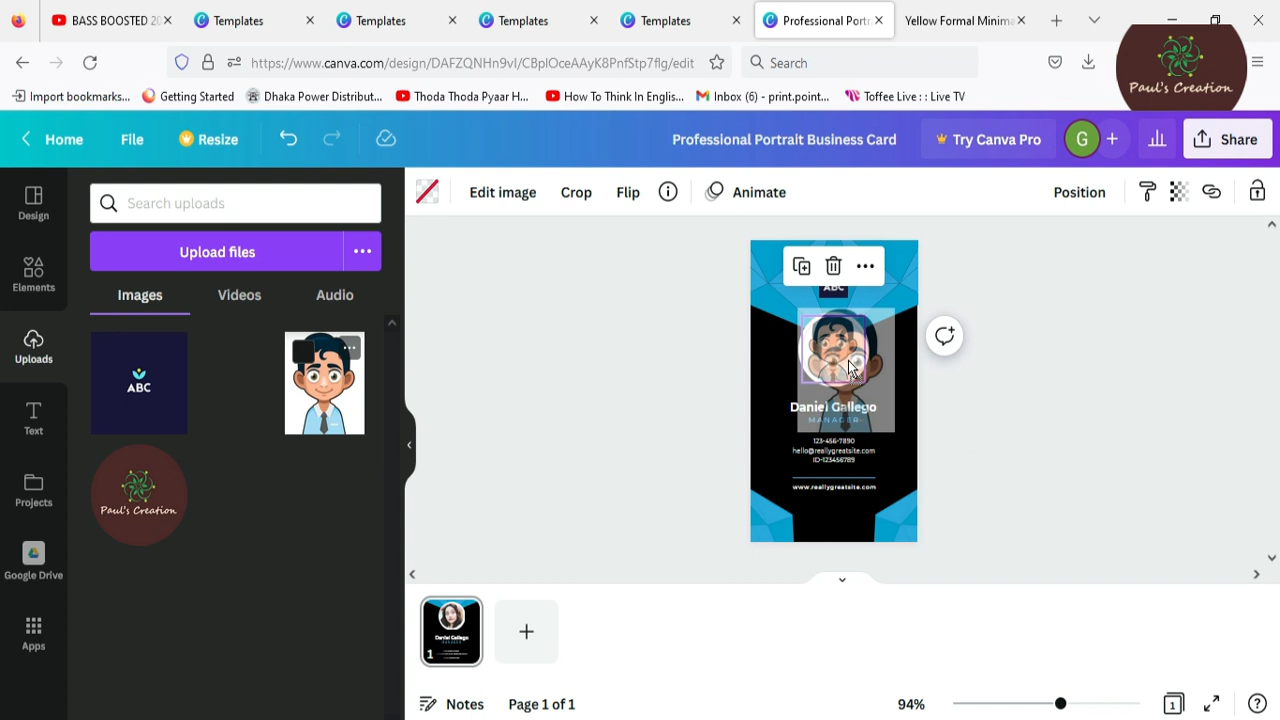 BASS BOOSTED 20
Templates
Templates
Templates
Templates
Professional Portr
Yellow Formal Minima
https://www.canva.com/design/DAFZQNHn9vI/CBplOceAAyK8PnfStp7flg/edit
Search
Import bookmarks...
Getting Started
Dhaka Power Distribut...
Thoda Thoda Pyaar H...
How To Think In Englis...
Inbox (6) - print.point...
Toffee Live : : Live TV
Paul's Creation
Home
File
Resize
Professional Portrait Business Card
Try Canva Pro
G
Share
Design
Elements
Uploads
Text
Projects
Google Drive
Apps
Search uploads
Upload files
Images
Videos
Audio
ABC
Paul's Creation
Edit image
Crop
Flip
Animate
Position
ABC
Daniel Gallego
MANAGER
123-456-7890
hello@reallygreatsite.com
ID-123456789
www.reallygreatsite.com
Daniel Gallego
1
Notes
Page 1 of 1
94%
1